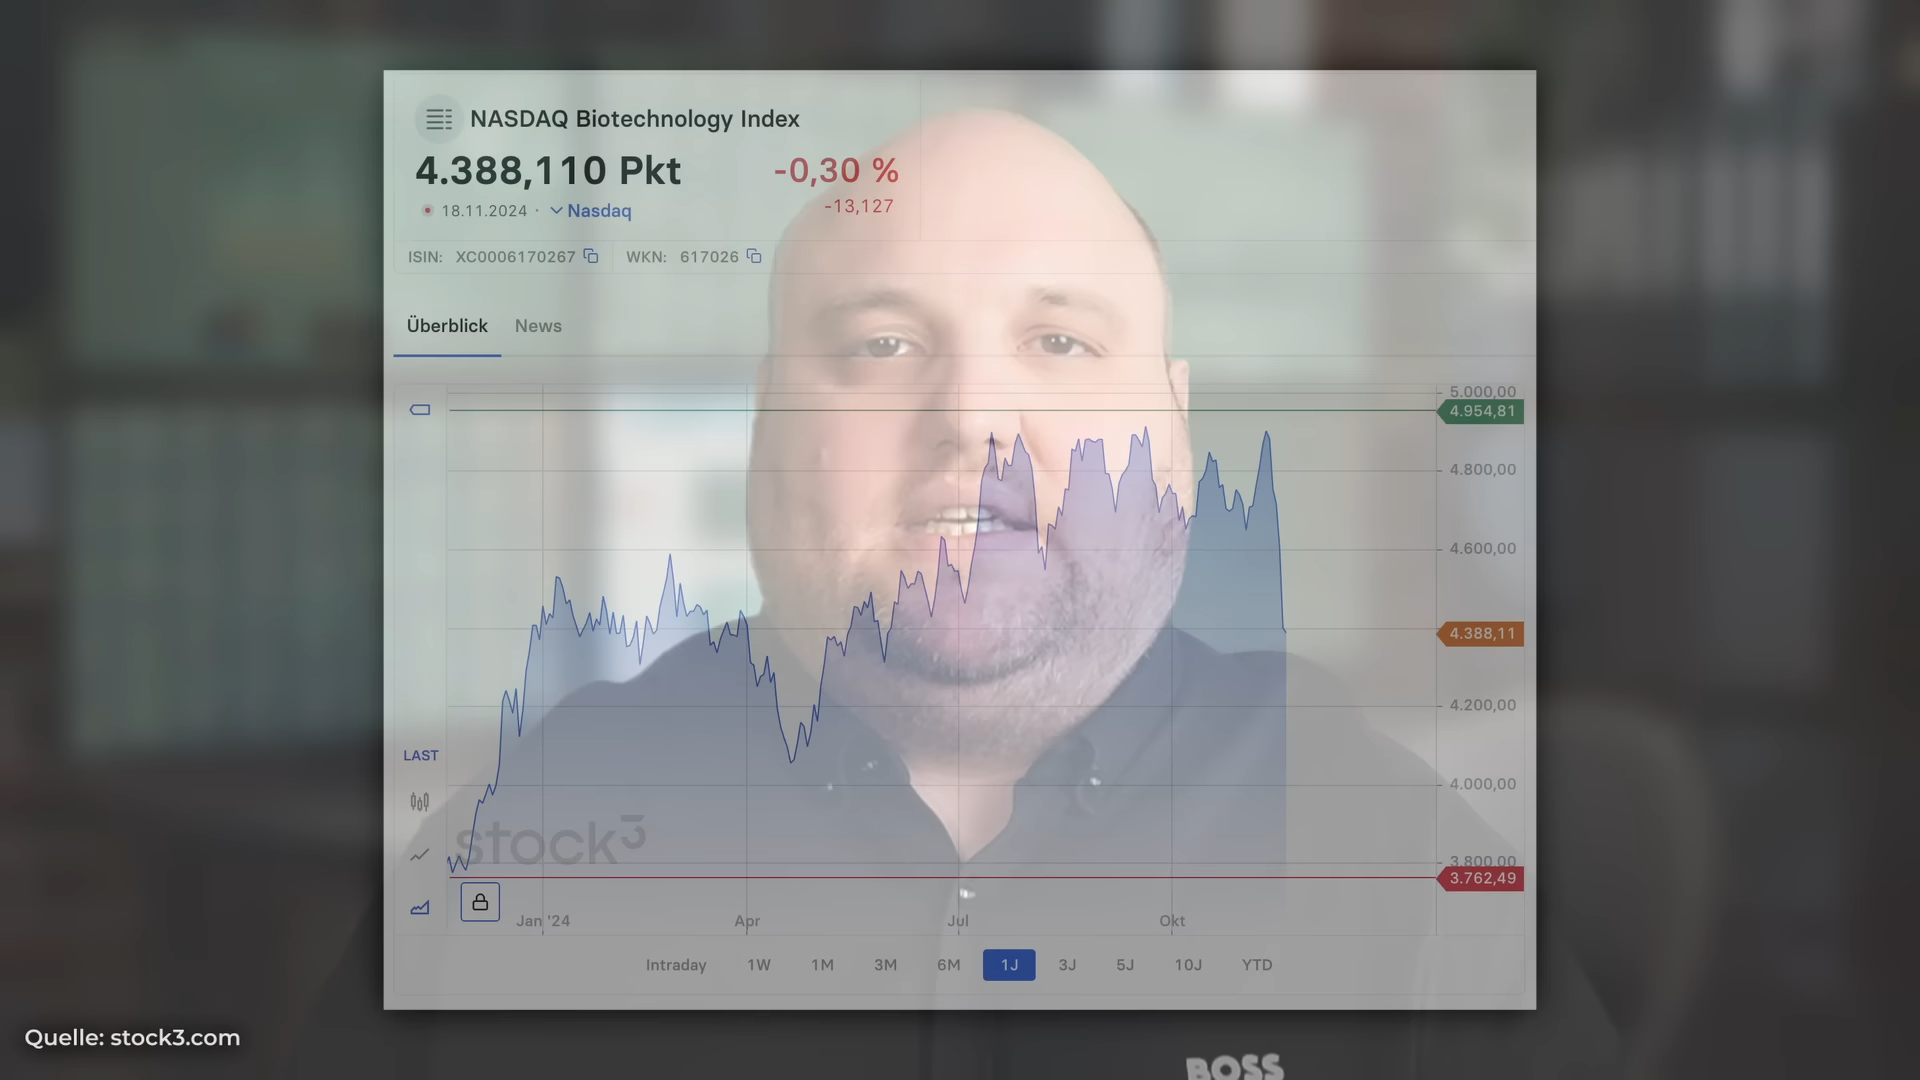 NASDAQ Biotechnology Index
4.388,110 Pkt
-0,30 %
18.11.2024 · Nasdaq
-13,127
ISIN: XC0006170267
WKN: 617026
Überblick
News
5.000,00
4.954,81
4.800,00
4.600,00
4.388,11
4.200,00
LAST
4.000,00
stock3
3.800,00
3.762,49
Jan '24
Apr
Jul
Okt
Intraday
1W
1M
3M
6M
1J
3J
5J
10J
YTD
Quelle: stock3.com
BOSS